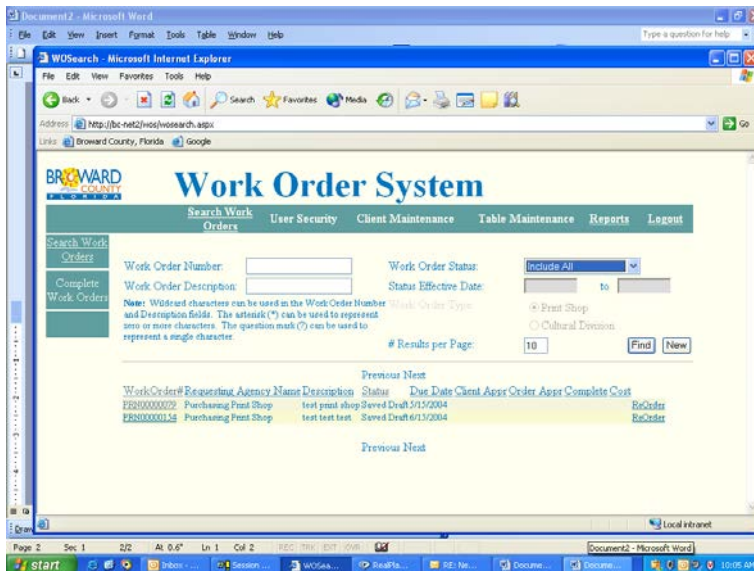 Document2 - Microsoft Word
File Edit View Insert Format Tools Table Window Help
Type a question for help
WOSearch - Microsoft Internet Explorer
File Edit View Favorites Tools Help
Back Search Favorites Media
Address http://bc-net2/wos/wosearch.aspx Go
Links Broward County, Florida Google
BROWARD COUNTY FLORIDA
Work Order System
Search Work Orders User Security Client Maintenance Table Maintenance Reports Logout
Search Work Orders
Complete Work Orders
Work Order Number: Work Order Status: Include All
Work Order Description: Status Effective Date: to
Note: Wildcard characters can be used in the Work Order Number
and Description fields. The asterisk (*) can be used to represent
zero or more characters. The question mark (?) can be used to
represent a single character.
Work Order Type: Print Shop
Cultural Division
# Results per Page: 10 Find New
Previous Next
WorkOrder# Requesting Agency Name Description Status Due Date Client Appr Order Appr Complete Cost
PRN00000079 Purchasing Print Shop test print shop Saved Draft 5/15/2004 ReOrder
PRN00000154 Purchasing Print Shop test test test Saved Draft 6/15/2004 ReOrder
Previous Next
Local intranet
Draw
Page 2 Sec 1 2/2 At 0.6" Ln 1 Col 2 REC TRK EXT OVR
Document2 - Microsoft Word
start Inbox - ... Session ... WOSea... RealPla... RE: Ne... Docume... Docume... 10:05 AM